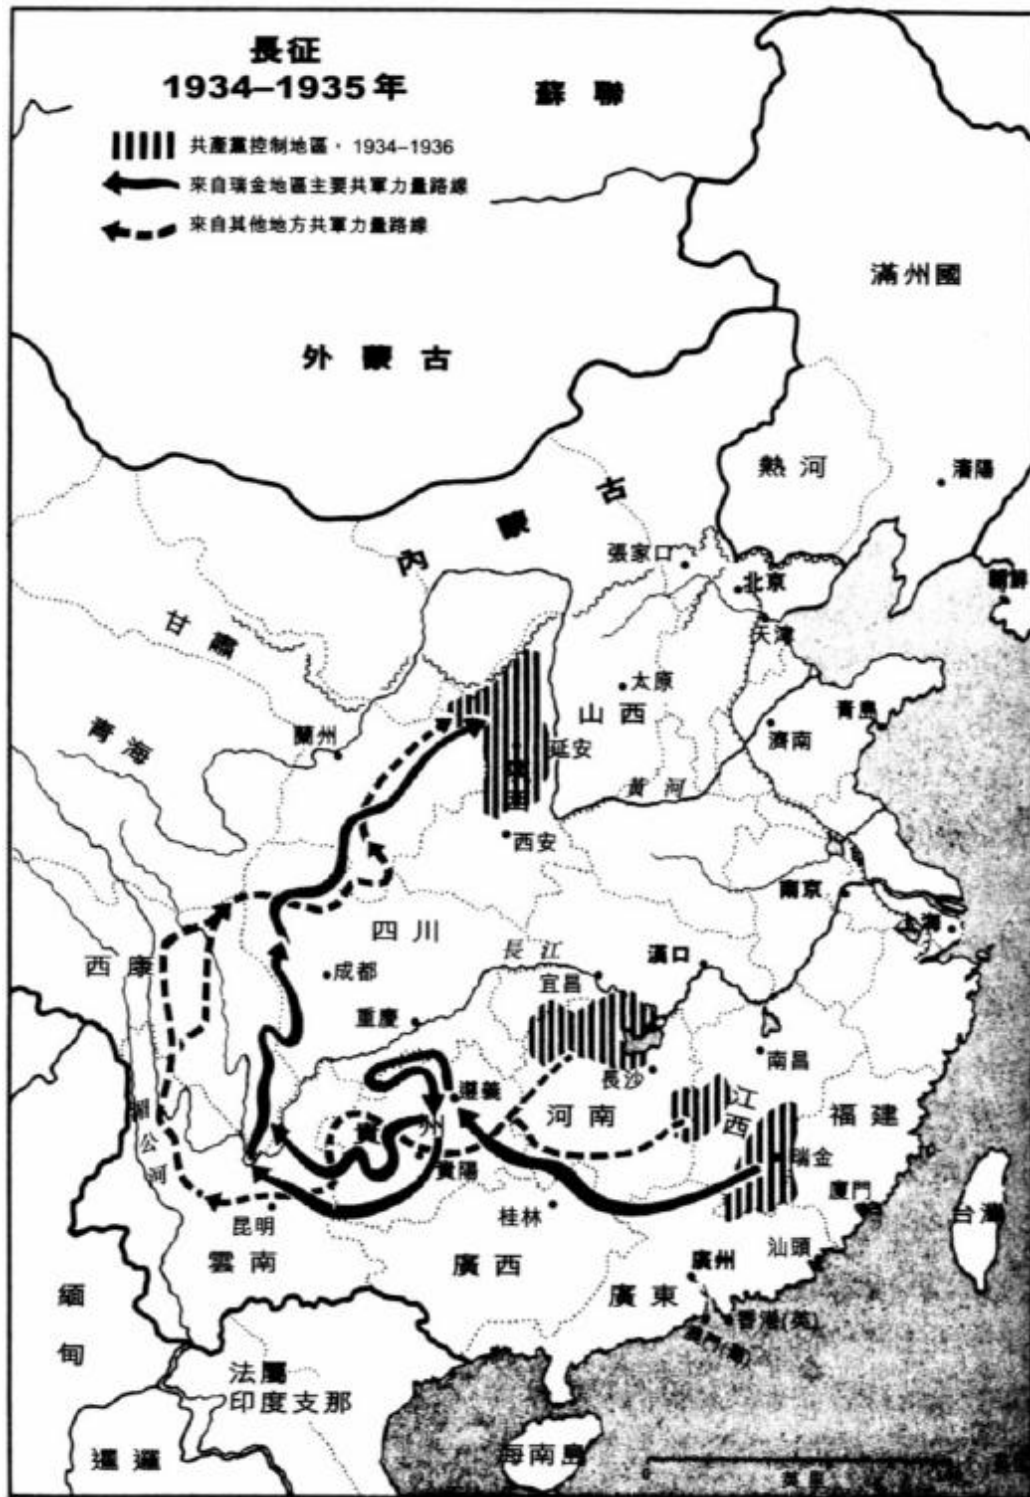 長征
1934–1935年
共產黨控制地區，1934–1936
來自瑞金地區主要共軍力量路線
來自其他地方共軍力量路線
蘇聯
滿州國
外蒙古
熱河
瀋陽
內蒙古
張家口
北京
朝鮮
天津
甘肅
太原
山西
青島
濟南
青海
蘭州
延安
黃河
西安
南京
上海
四川
長江
漢口
西康
成都
宜昌
重慶
南昌
長沙
遵義
河南
江西
福建
湄公河
貴州
貴陽
瑞金
廈門
台灣
昆明
桂林
汕頭
雲南
廣西
廣州
廣東
香港(英)
緬甸
法屬
印度支那
暹邏
海南島
0